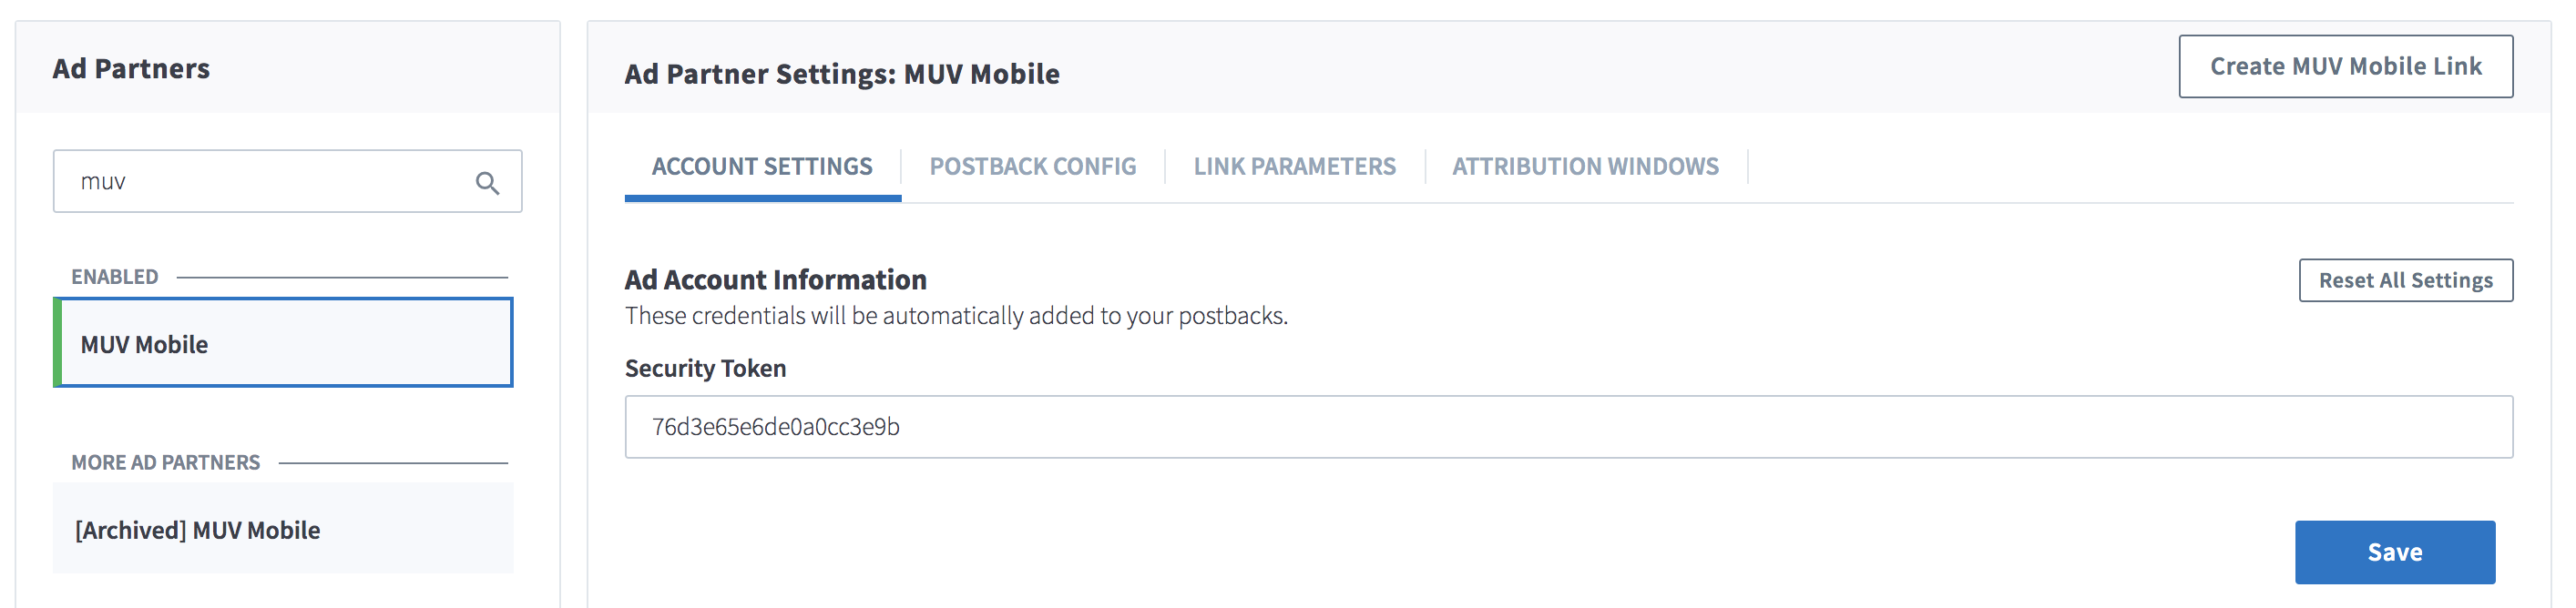 Ad Partners
muv
ENABLED
MUV Mobile
MORE AD PARTNERS
[Archived] MUV Mobile
Ad Partner Settings: MUV Mobile
Create MUV Mobile Link
ACCOUNT SETTINGS
POSTBACK CONFIG
LINK PARAMETERS
ATTRIBUTION WINDOWS
Ad Account Information
Reset All Settings
These credentials will be automatically added to your postbacks.
Security Token
76d3e65e6de0a0cc3e9b
Save